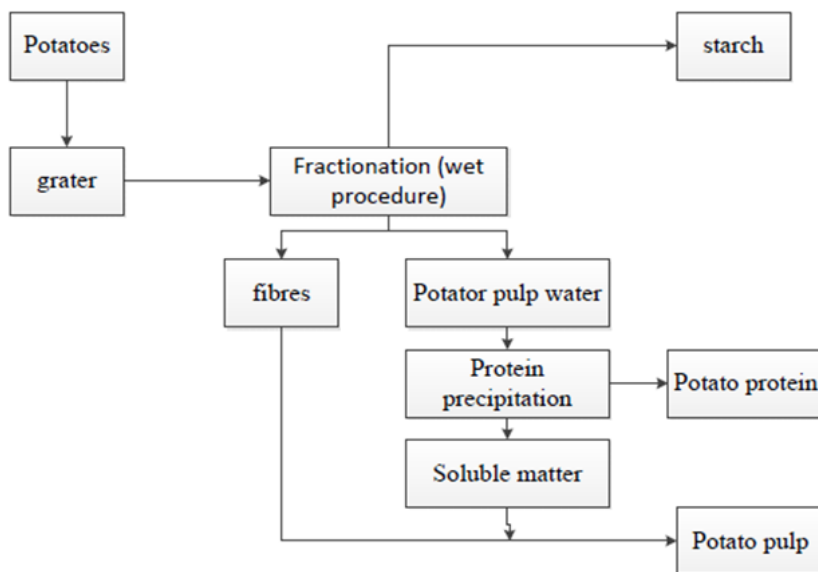 Potatoes
starch
grater
Fractionation (wet
procedure)
fibres
Potator pulp water
Protein
precipitation
Potato protein
Soluble matter
Potato pulp